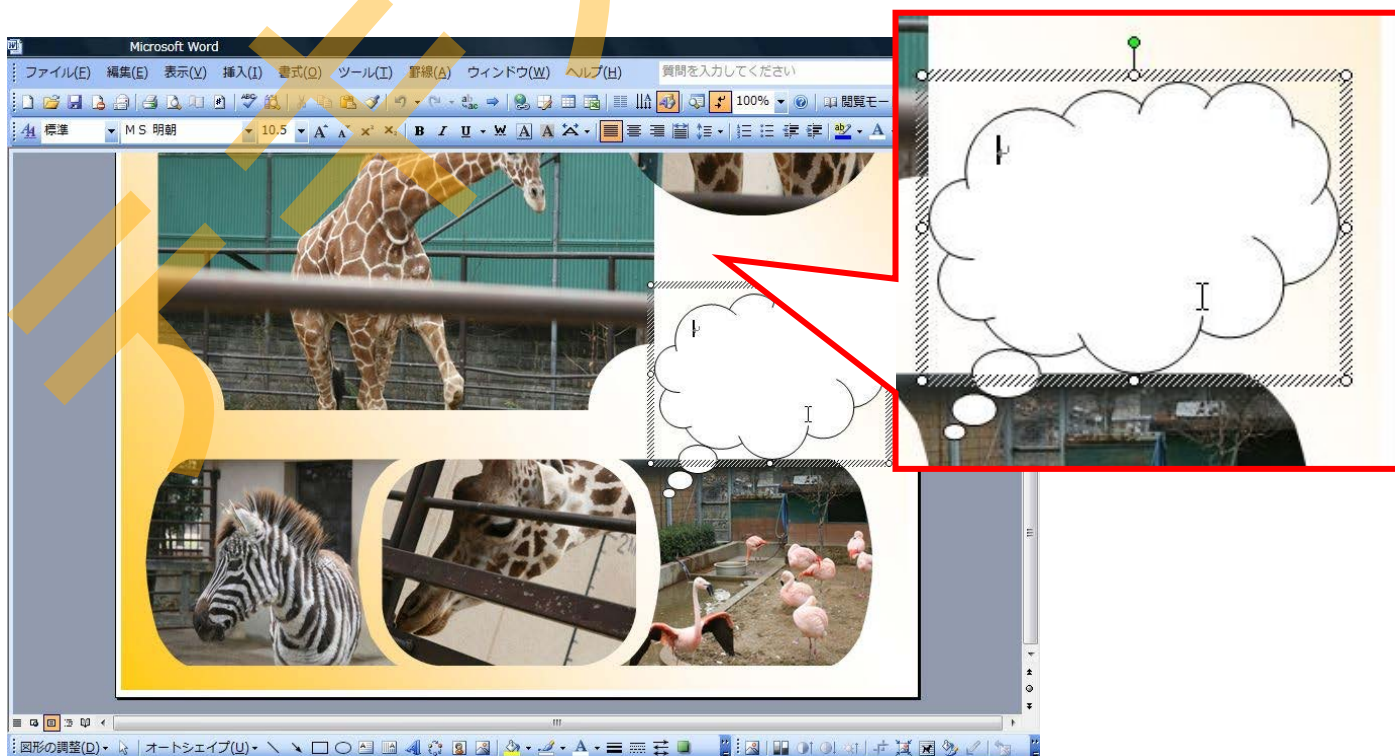 Microsoft Word
ファイル(F) 編集(E) 表示(V) 挿入(I) 書式(O) ツール(T) 罫線(A) ウィンドウ(W) ヘルプ(H) 質問を入力してください
100% 閲覧モー
標準 ＭＳ 明朝 10.5 B I U W A A
図形の調整(D) オートシェイプ(U)